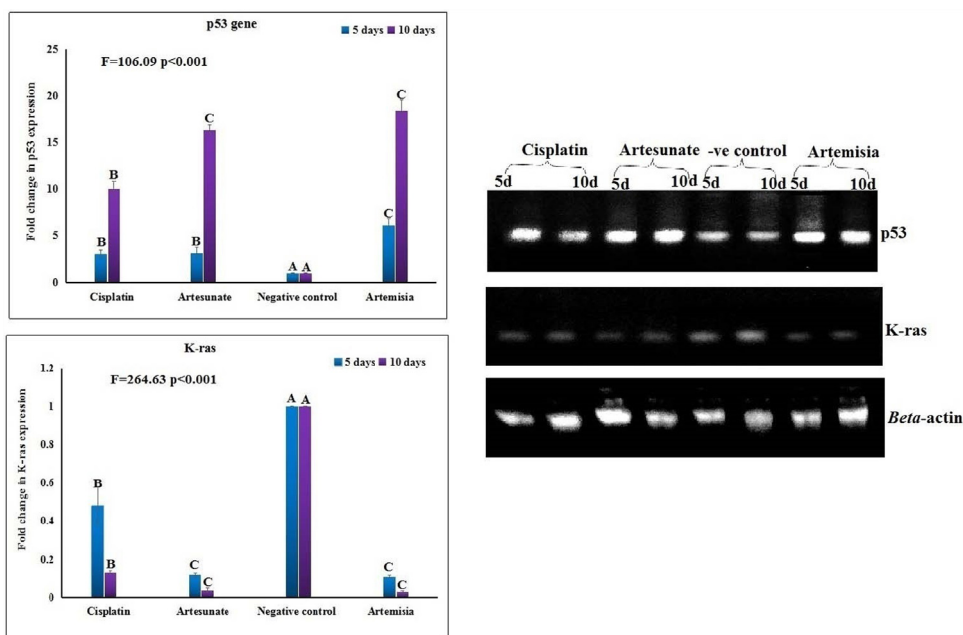 p53 gene
5 days 10 days
F=106.09 p<0.001
Fold change in p53 expression
25
20
15
10
5
0
B B B C A A C C
Cisplatin Artesunate Negative control Artemisia
K-ras
5 days 10 days
F=264.63 p<0.001
Fold change in K-ras expression
1.2
1
0.8
0.6
0.4
0.2
0
B B C C A A C C
Cisplatin Artesunate Negative control Artemisia
Cisplatin Artesunate -ve control Artemisia
5d 10d 5d 10d 5d 10d 5d 10d
p53
K-ras
Beta-actin